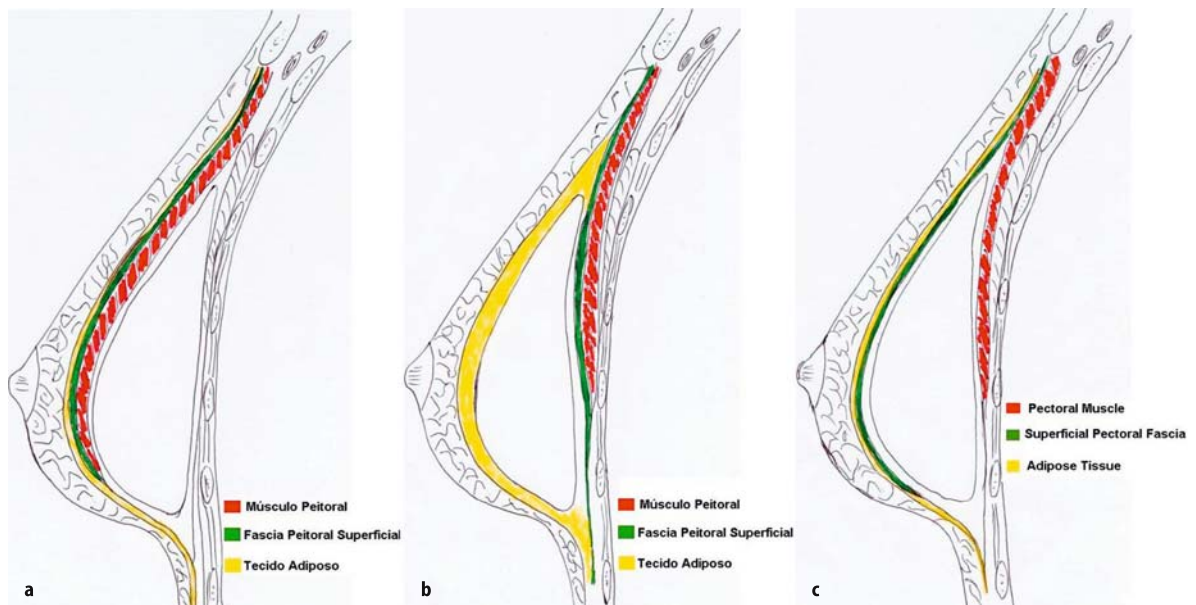 Músculo Peitoral
Fascia Peitoral Superficial
Tecido Adiposo
a
Músculo Peitoral
Fascia Peitoral Superficial
Tecido Adiposo
b
Pectoral Muscle
Superficial Pectoral Fascia
Adipose Tissue
c